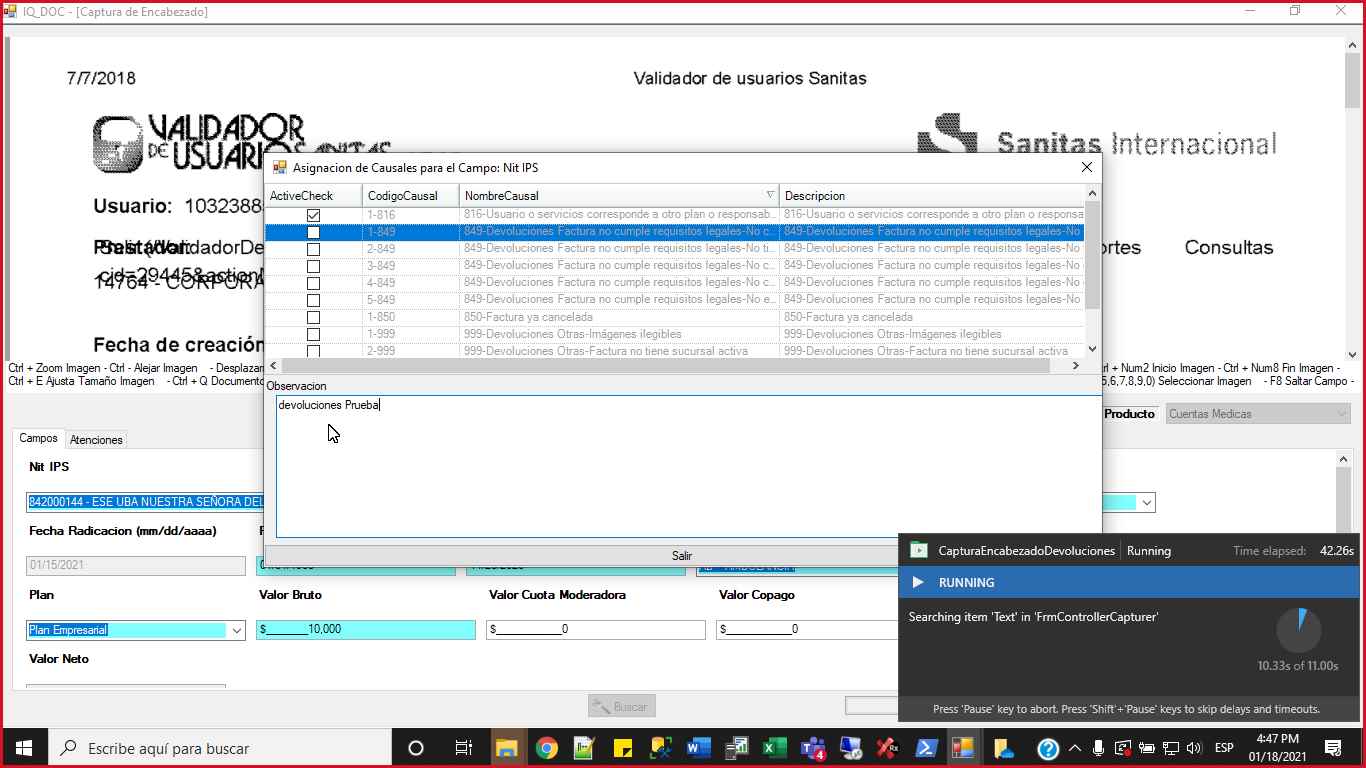 IQ_DOC - [Captura de Encabezado]
7/7/2018
Validador de usuarios Sanitas
VALIDADOR
DE USUARIOS SANITAS
Sanitas Internacional
Usuario: 1032388
Consultas
14764 - CORPOR
Fecha de creación
Asignacion de Causales para el Campo: Nit IPS
ActiveCheck CodigoCausal NombreCausal Descripcion
1-816 816-Usuario o servicios corresponde a otro plan o responsab... 816-Usuario o servicios corresponde a otro plan o responsa
1-849 849-Devoluciones Factura no cumple requisitos legales-No c... 849-Devoluciones Factura no cumple requisitos legales-No
2-849 849-Devoluciones Factura no cumple requisitos legales-No ti... 849-Devoluciones Factura no cumple requisitos legales-No
3-849 849-Devoluciones Factura no cumple requisitos legales-No c... 849-Devoluciones Factura no cumple requisitos legales-No
4-849 849-Devoluciones Factura no cumple requisitos legales-No c... 849-Devoluciones Factura no cumple requisitos legales-No
5-849 849-Devoluciones Factura no cumple requisitos legales-No e... 849-Devoluciones Factura no cumple requisitos legales-No
1-850 850-Factura ya cancelada 850-Factura ya cancelada
1-999 999-Devoluciones Otras-Imágenes ilegibles 999-Devoluciones Otras-Imágenes ilegibles
2-999 999-Devoluciones Otras-Factura no tiene sucursal activa 999-Devoluciones Otras-Factura no tiene sucursal activa
Ctrl + Zoom Imagen - Ctrl - Alejar Imagen - Desplazar
+ Num2 Inicio Imagen - Ctrl + Num8 Fin Imagen -
Ctrl + E Ajusta Tamaño Imagen - Ctrl + Q Documento
,6,7,8,9,0) Seleccionar Imagen - F8 Saltar Campo -
Observacion
devoluciones Prueba
Salir
Producto Cuentas Medicas
Campos Atenciones
Nit IPS
842000144 - ESE UBA NUESTRA SEÑORA DEL
Fecha Radicacion (mm/dd/aaaa)
01/15/2021
Plan Valor Bruto Valor Cuota Moderadora Valor Copago
Plan Empresarial $________10,000 $___________0 $___________0
Valor Neto
Buscar
CapturaEncabezadoDevoluciones Running Time elapsed: 42.26s
RUNNING
Searching item 'Text' in 'FrmControllerCapturer'
10.33s of 11.00s
Press 'Pause' key to abort. Press 'Shift'+'Pause' keys to skip delays and timeouts.
Escribe aquí para buscar
4
ESP
4:47 PM
01/18/2021